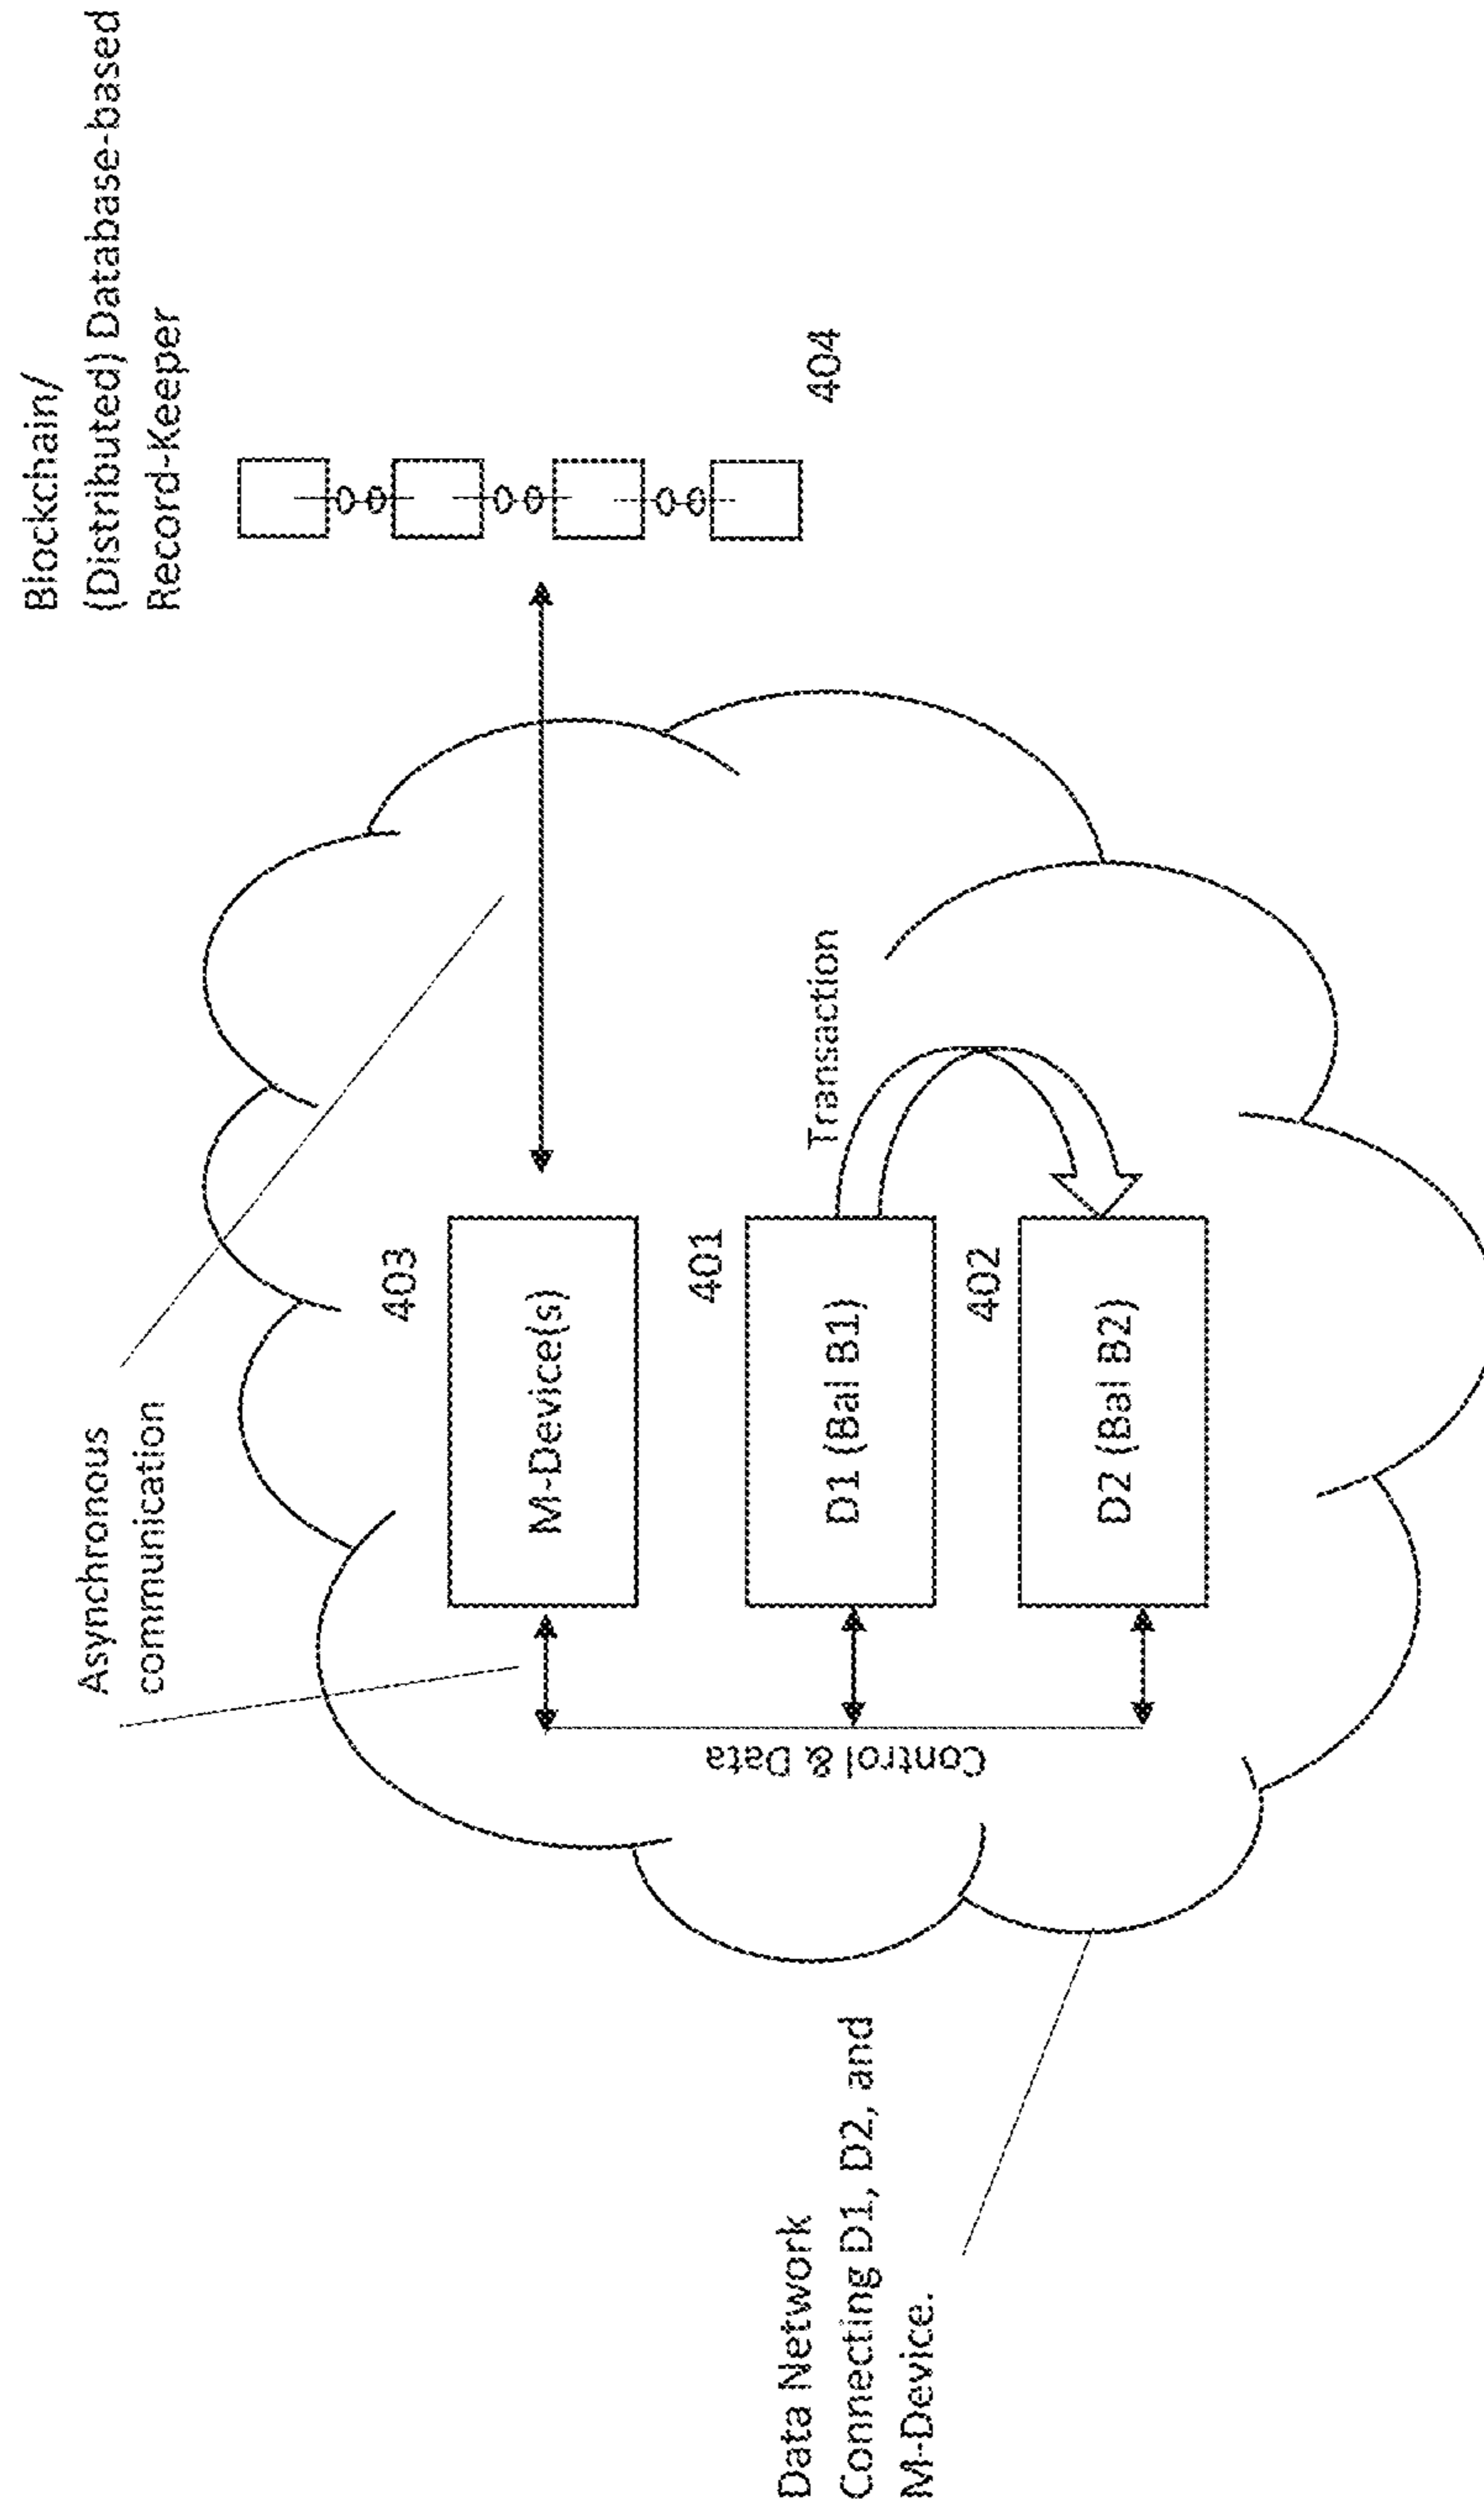 Blockchain/
(Distributed) Database-based
Record-Keeper
Asynchronous
communication
403
M-Device(s)
404
401
Transaction
D1 (Bal B1)
402
D2 (Bal B2)
Control & Data
Data Network
Connecting D1, D2, and
M-Device.